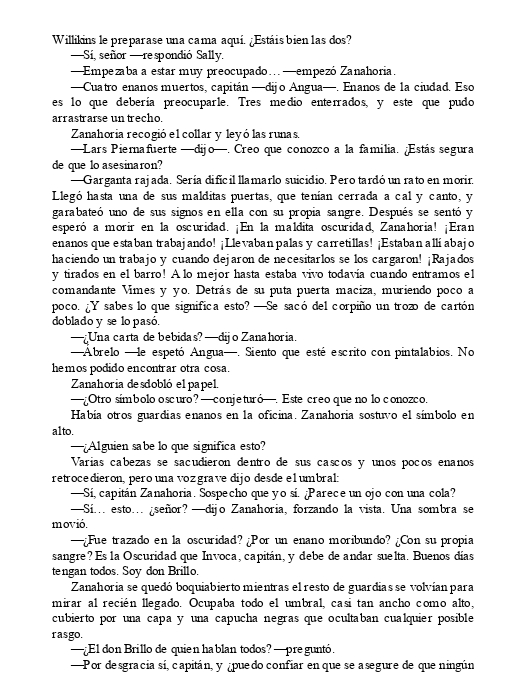 Willikins le preparase una cama aquí. ¿Estáis bien las dos?
—Sí, señor —respondió Sally.
—Empezaba a estar muy preocupado… —empezó Zanahoria.
—Cuatro enanos muertos, capitán —dijo Angua—. Enanos de la ciudad. Eso
es lo que debería preocuparle. Tres medio enterrados, y este que pudo
arrastrarse un trecho.
Zanahoria recogió el collar y leyó las runas.
—Lars Piernafuerte —dijo—. Creo que conozco a la familia. ¿Estás segura
de que lo asesinaron?
—Garganta rajada. Sería difícil llamarlo suicidio. Pero tardó un rato en morir.
Llegó hasta una de sus malditas puertas, que tenían cerrada a cal y canto, y
garabateó uno de sus signos en ella con su propia sangre. Después se sentó y
esperó a morir en la oscuridad. ¡En la maldita oscuridad, Zanahoria! ¡Eran
enanos que estaban trabajando! ¡Llevaban palas y carretillas! ¡Estaban allí abajo
haciendo un trabajo y cuando dejaron de necesitarlos se los cargaron! ¡Rajados
y tirados en el barro! A lo mejor hasta estaba vivo todavía cuando entramos el
comandante Vimes y yo. Detrás de su puta puerta maciza, muriendo poco a
poco. ¿Y sabes lo que significa esto? —Se sacó del corpiño un trozo de cartón
doblado y se lo pasó.
—¿Una carta de bebidas? —dijo Zanahoria.
—Ábrelo —le espetó Angua—. Siento que esté escrito con pintalabios. No
hemos podido encontrar otra cosa.
Zanahoria desdobló el papel.
—¿Otro símbolo oscuro? —conjeturó—. Este creo que no lo conozco.
Había otros guardias enanos en la oficina. Zanahoria sostuvo el símbolo en
alto.
—¿Alguien sabe lo que significa esto?
Varias cabezas se sacudieron dentro de sus cascos y unos pocos enanos
retrocedieron, pero una voz grave dijo desde el umbral:
—Sí, capitán Zanahoria. Sospecho que yo sí. ¿Parece un ojo con una cola?
—Sí… esto… ¿señor? —dijo Zanahoria, forzando la vista. Una sombra se
movió.
—¿Fue trazado en la oscuridad? ¿Por un enano moribundo? ¿Con su propia
sangre? Es la Oscuridad que Invoca, capitán, y debe de andar suelta. Buenos días
tengan todos. Soy don Brillo.
Zanahoria se quedó boquiabierto mientras el resto de guardias se volvían para
mirar al recién llegado. Ocupaba todo el umbral, casi tan ancho como alto,
cubierto por una capa y una capucha negras que ocultaban cualquier posible
rasgo.
—¿El don Brillo de quien hablan todos? —preguntó.
—Por desgracia sí, capitán, y ¿puedo confiar en que se asegure de que ningún